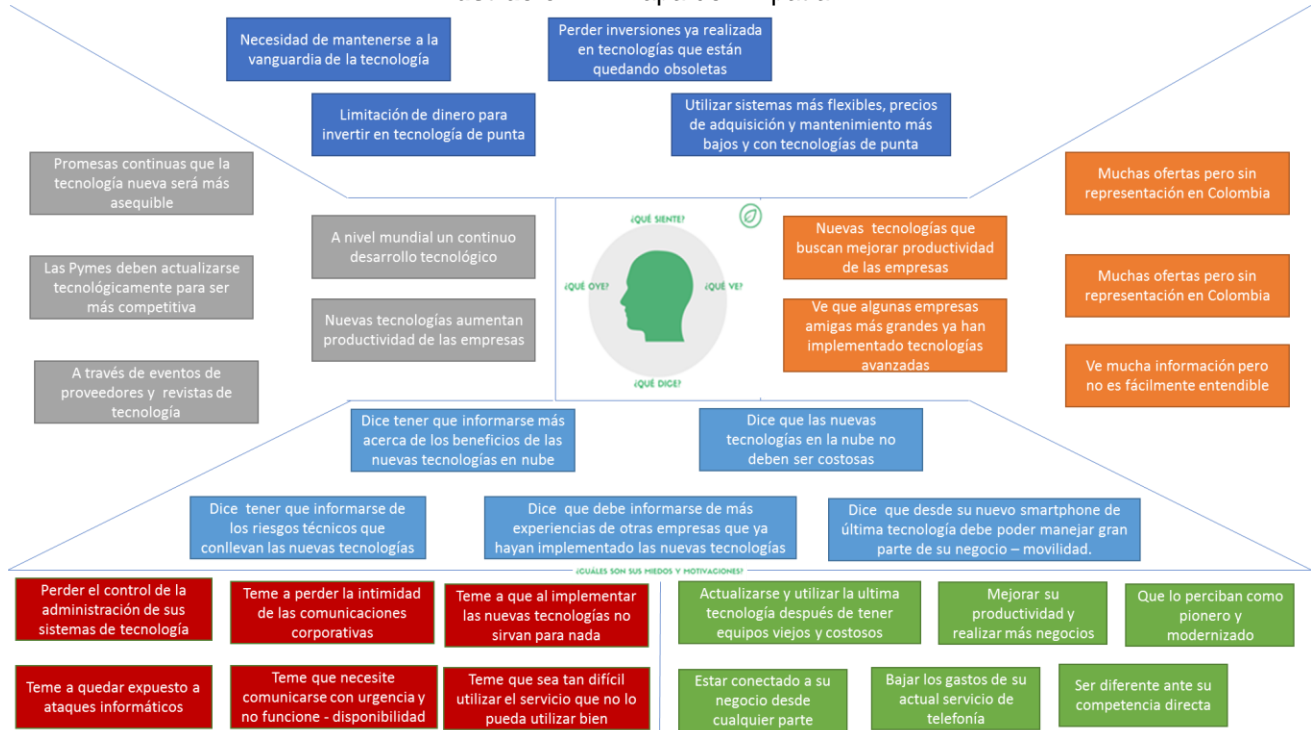 Necesidad de mantenerse a la
vanguardia de la tecnología
Perder inversiones ya realizada
en tecnologías que están
quedando obsoletas
Limitación de dinero para
invertir en tecnología de punta
Utilizar sistemas más flexibles, precios
de adquisición y mantenimiento más
bajos y con tecnologías de punta
Promesas continuas que la
tecnología nueva será más
asequible
Las Pymes deben actualizarse
tecnológicamente para ser
más competitiva
A través de eventos de
proveedores y revistas de
tecnología
A nivel mundial un continuo
desarrollo tecnológico
Nuevas tecnologías aumentan
productividad de las empresas
¿QUÉ SIENTE?
¿QUÉ OYE?
¿QUÉ VE?
¿QUÉ DICE?
Nuevas tecnologías que
buscan mejorar productividad
de las empresas
Ve que algunas empresas
amigas más grandes ya han
implementado tecnologías
avanzadas
Muchas ofertas pero sin
representación en Colombia
Muchas ofertas pero sin
representación en Colombia
Ve mucha información pero
no es fácilmente entendible
Dice tener que informarse más
acerca de los beneficios de las
nuevas tecnologías en nube
Dice que las nuevas
tecnologías en la nube no
deben ser costosas
Dice tener que informarse de
los riesgos técnicos que
conllevan las nuevas tecnologías
Dice que debe informarse de más
experiencias de otras empresas que ya
hayan implementado las nuevas tecnologías
Dice que desde su nuevo smartphone de
última tecnología debe poder manejar gran
parte de su negocio – movilidad.
¿CUÁLES SON SUS MIEDOS Y MOTIVACIONES?
Perder el control de la
administración de sus
sistemas de tecnología
Teme a perder la intimidad
de las comunicaciones
corporativas
Teme a que al implementar
las nuevas tecnologías no
sirvan para nada
Actualizarse y utilizar la ultima
tecnología después de tener
equipos viejos y costosos
Mejorar su
productividad y
realizar más negocios
Que lo perciban como
pionero y
modernizado
Teme a quedar expuesto a
ataques informáticos
Teme que necesite
comunicarse con urgencia y
no funcione - disponibilidad
Teme que sea tan difícil
utilizar el servicio que no lo
pueda utilizar bien
Estar conectado a su
negocio desde
cualquier parte
Bajar los gastos de su
actual servicio de
telefonía
Ser diferente ante su
competencia directa